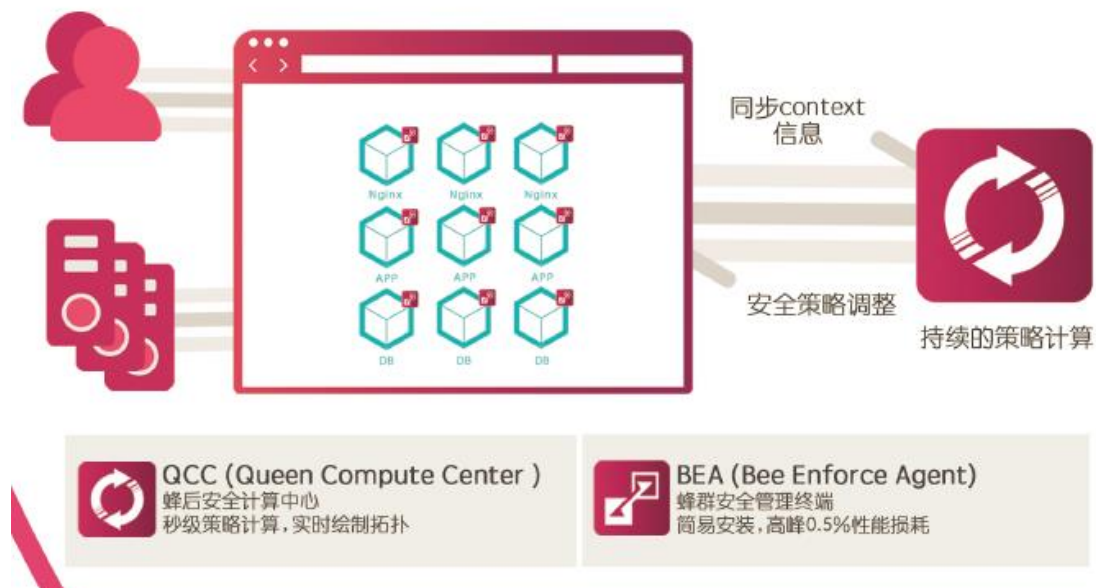 同步context
信息
Nginx Nginx Nginx
APP APP APP
DB DB DB
安全策略调整
持续的策略计算
QCC (Queen Compute Center )
蜂后安全计算中心
秒级策略计算,实时绘制拓扑
BEA (Bee Enforce Agent)
蜂群安全管理终端
简易安装,高峰0.5%性能损耗